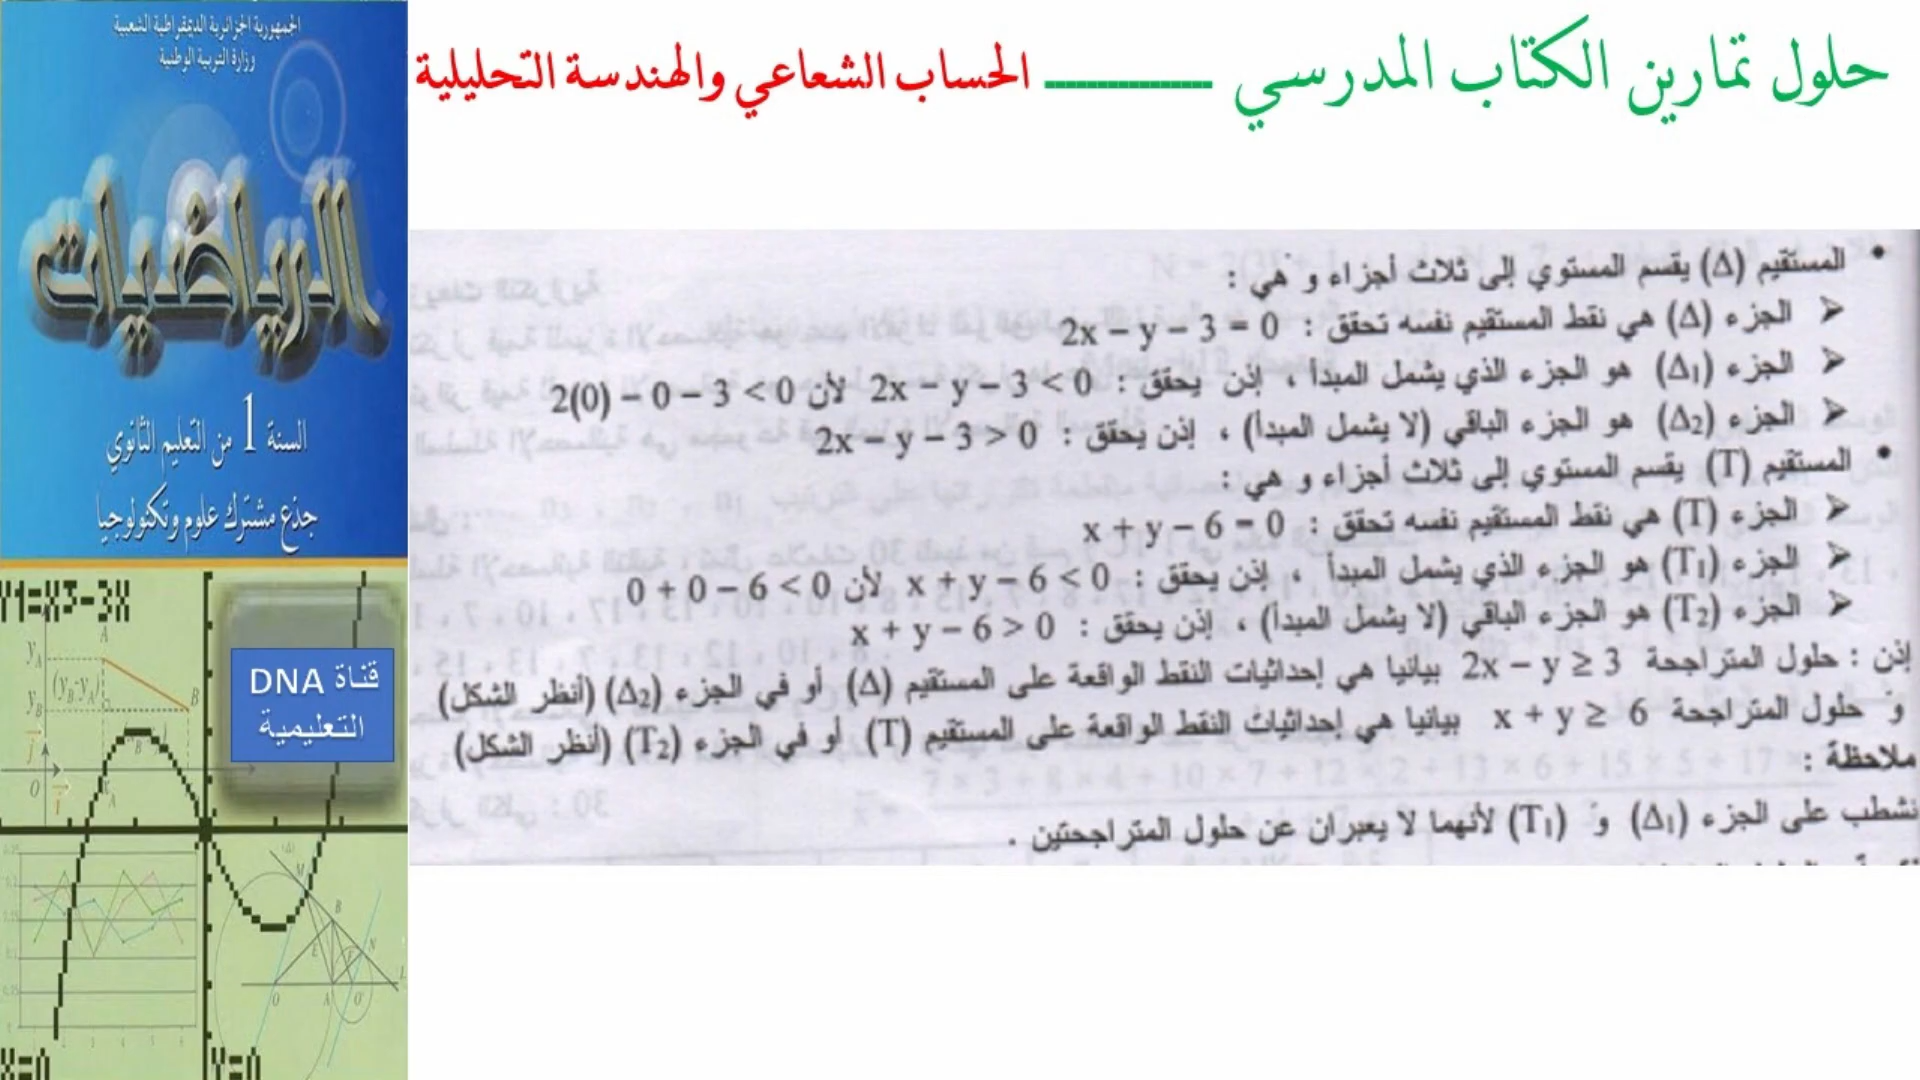 حلول تمارين الكتاب المدرسي ـــــــــــــ الحساب الشعاعي والهندسة التحليلية
الجمهورية الجزائرية الديمقراطية الشعبية
وزارة التربية الوطنية
الرياضيات
السنة 1 من التعليم الثانوي
جذع مشترك علوم وتكنولوجيا
Y1=X3-3X
قناة DNA
التعليمية
X=0 Y=0
• المستقيم (Δ) يقسم المستوي إلى ثلاث أجزاء و هي :
➢ الجزء (Δ) هي نقط المستقيم نفسه تحقق : 2x – y – 3 = 0
➢ الجزء (Δ₁) هو الجزء الذي يشمل المبدأ ، إذن يحقق : 2x – y – 3 < 0 لأن 2(0) – 0 – 3 < 0
➢ الجزء (Δ₂) هو الجزء الباقي (لا يشمل المبدأ) ، إذن يحقق : 2x – y – 3 > 0
• المستقيم (T) يقسم المستوي إلى ثلاث أجزاء و هي :
➢ الجزء (T) هي نقط المستقيم نفسه تحقق : x + y – 6 = 0
➢ الجزء (T₁) هو الجزء الذي يشمل المبدأ ، إذن يحقق : x + y – 6 < 0 لأن 0 + 0 – 6 < 0
➢ الجزء (T₂) هو الجزء الباقي (لا يشمل المبدأ) ، إذن يحقق : x + y – 6 > 0
إذن : حلول المتراجحة 2x – y ≥ 3 بيانيا هي إحداثيات النقط الواقعة على المستقيم (Δ) أو في الجزء (Δ₂) (أنظر الشكل)
و حلول المتراجحة x + y ≥ 6 بيانيا هي إحداثيات النقط الواقعة على المستقيم (T) أو في الجزء (T₂) (أنظر الشكل)
ملاحظة :
نشطب على الجزء (Δ₁) و (T₁) لأنهما لا يعبران عن حلول المتراجحتين .